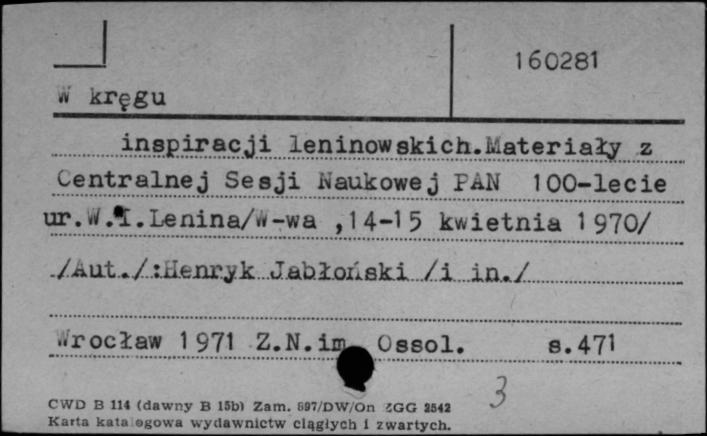 160281
W kręgu
inspiracji leninowskich.Materiały z
Centralnej Sesji Naukowej PAN 100-lecie
ur.W.I.Lenina/W-wa ,14-15 kwietnia 1970/
/Aut./:Henryk Jabłoński /i in./
Wrocław 1971 Z.N.im. Ossol. s.471
3
CWD B 114 (dawny B 15b) Zam. 597/DW/On ZGG 2542
Karta katalogowa wydawnictw ciągłych i zwartych.